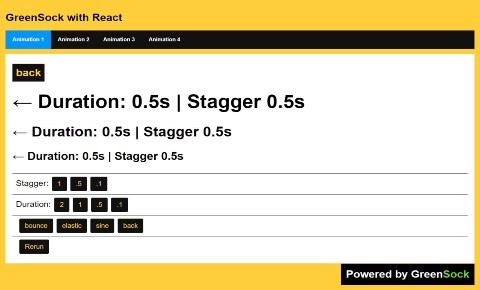 GreenSock with React
Animation 1 Animation 2 Animation 3 Animation 4
back
← Duration: 0.5s | Stagger 0.5s
← Duration: 0.5s | Stagger 0.5s
← Duration: 0.5s | Stagger 0.5s
Stagger: 1 .5 .1
Duration: 2 1 .5 .1
bounce elastic sine back
Rerun
Powered by GreenSock